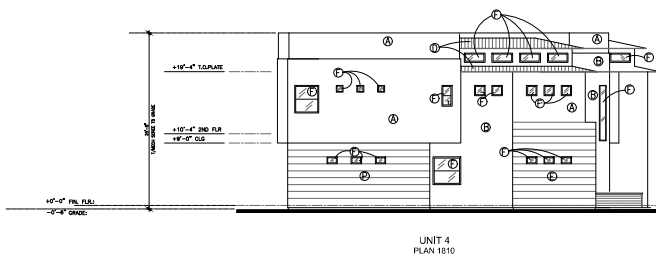 F
A
A
D
F
B
+19'-4" T.O.PLATE
F
F
F
F
F
B
F
A
A
B
+10'-4" 2ND FLR
+9'-0" CLG
F
F
F
E
+0'-0" FIN. FLR.:
-0'-6" GRADE:
UNIT 4
PLAN 1810